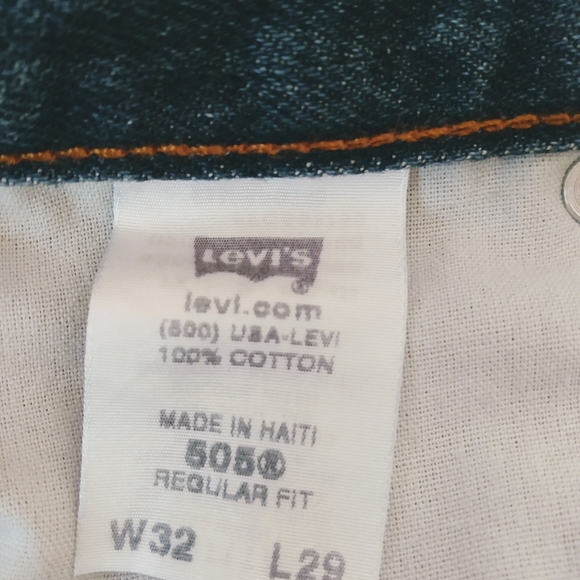 LEVI'S
®
levi.com
(800) USA-LEVI
100% COTTON
MADE IN HAITI
505®
REGULAR FIT
W32
L29